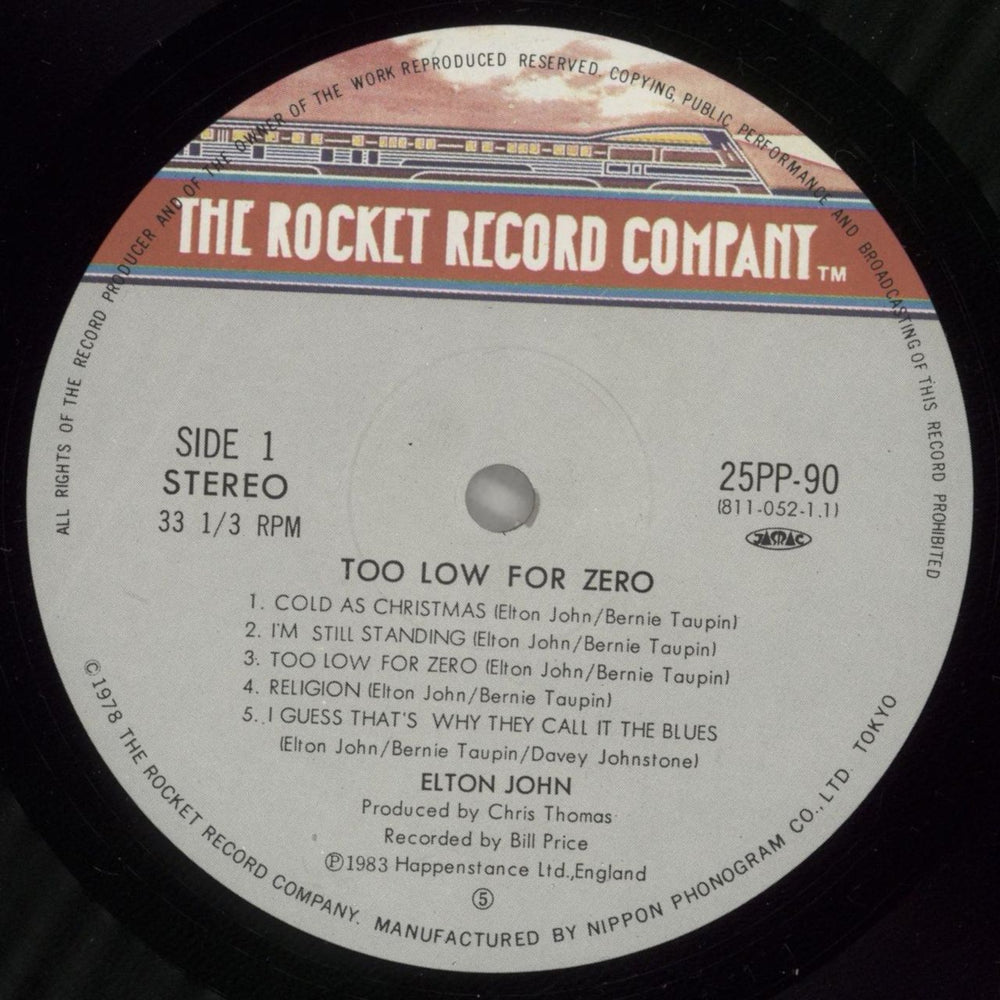 ALL RIGHTS OF THE RECORD PRODUCER AND OF THE OWNER OF THE WORK REPRODUCED RESERVED. COPYING, PUBLIC PERFORMANCE AND BROADCASTING OF THIS RECORD PROHIBITED
THE ROCKET RECORD COMPANY TM
SIDE 1
STEREO
33 1/3 RPM
25PP-90
(811-052-1.1)
JASRAC
TOO LOW FOR ZERO
1. COLD AS CHRISTMAS (Elton John/Bernie Taupin)
2. I'M STILL STANDING (Elton John/Bernie Taupin)
3. TOO LOW FOR ZERO (Elton John/Bernie Taupin)
4. RELIGION (Elton John/Bernie Taupin)
5. I GUESS THAT'S WHY THEY CALL IT THE BLUES
(Elton John/Bernie Taupin/Davey Johnstone)
ELTON JOHN
Produced by Chris Thomas
Recorded by Bill Price
Ⓟ1983 Happenstance Ltd.,England
⑤
©1978 THE ROCKET RECORD COMPANY. MANUFACTURED BY NIPPON PHONOGRAM CO., LTD. TOKYO